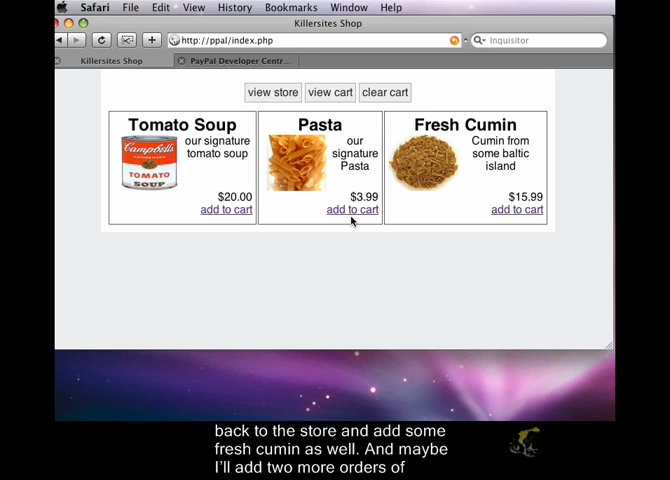 Safari File Edit View History Bookmarks Window Help
Killersites Shop
http://ppal/index.php
Inquisitor
Killersites Shop
PayPal Developer Centr...
view store view cart clear cart
Tomato Soup
our signature
tomato soup
Campbell's
CONDENSED
TOMATO
SOUP
$20.00
add to cart
Pasta
our
signature
Pasta
$3.99
add to cart
Fresh Cumin
Cumin from
some baltic
island
$15.99
add to cart
back to the store and add some
fresh cumin as well. And maybe
I'll add two more orders of